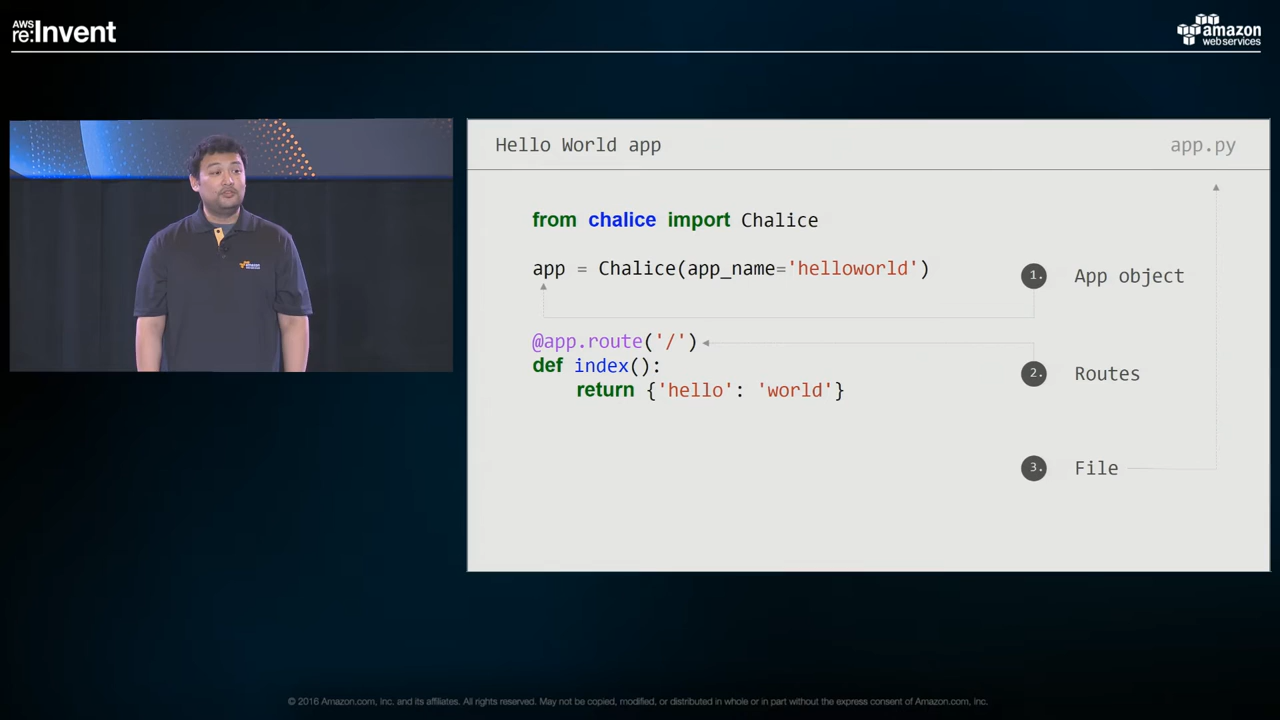 AWS
re:Invent
amazon
web services
Hello World app
app.py
from chalice import Chalice
app = Chalice(app_name='helloworld')
1. App object
@app.route('/')
def index():
2. Routes
return {'hello': 'world'}
3. File
© 2016 Amazon.com, Inc. and its affiliates. All rights reserved. May not be copied, modified, or distributed in whole or in part without the express consent of Amazon.com, Inc.